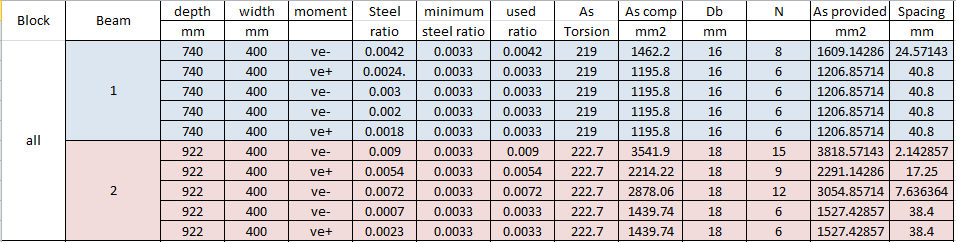 Block Beam depth width moment Steel minimum used As As comp Db N As provided Spacing
mm mm ratio steel ratio ratio Torsion mm2 mm mm2 mm
all
1
740 400 ve- 0.0042 0.0033 0.0042 219 1462.2 16 8 1609.14286 24.57143
740 400 ve+ 0.0024. 0.0033 0.0033 219 1195.8 16 6 1206.85714 40.8
740 400 ve- 0.003 0.0033 0.0033 219 1195.8 16 6 1206.85714 40.8
740 400 ve- 0.002 0.0033 0.0033 219 1195.8 16 6 1206.85714 40.8
740 400 ve+ 0.0018 0.0033 0.0033 219 1195.8 16 6 1206.85714 40.8
2
922 400 ve- 0.009 0.0033 0.009 222.7 3541.9 18 15 3818.57143 2.142857
922 400 ve+ 0.0054 0.0033 0.0054 222.7 2214.22 18 9 2291.14286 17.25
922 400 ve- 0.0072 0.0033 0.0072 222.7 2878.06 18 12 3054.85714 7.636364
922 400 ve- 0.0007 0.0033 0.0033 222.7 1439.74 18 6 1527.42857 38.4
922 400 ve+ 0.0023 0.0033 0.0033 222.7 1439.74 18 6 1527.42857 38.4